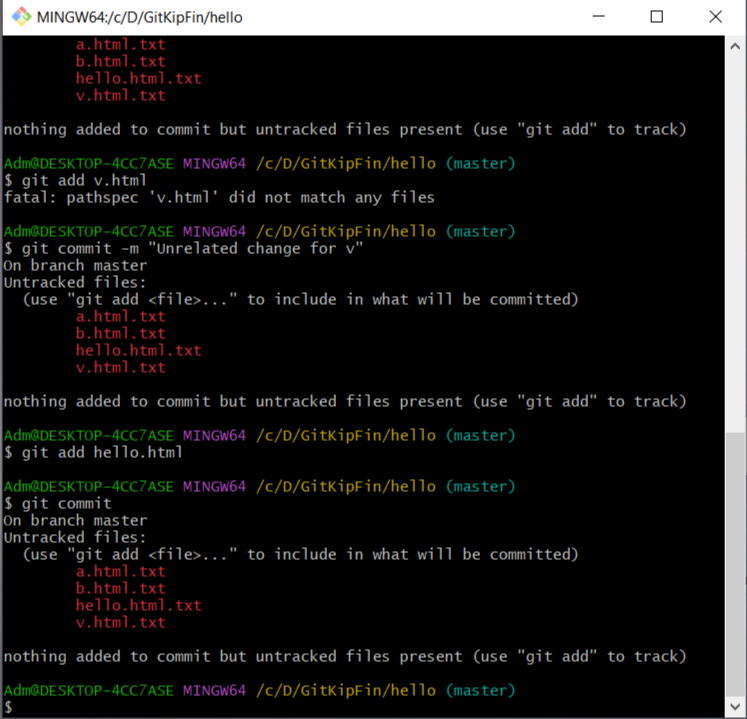 MINGW64:/c/D/GitKipFin/hello
a.html.txt
b.html.txt
hello.html.txt
v.html.txt
nothing added to commit but untracked files present (use "git add" to track)
Adm@DESKTOP-4CC7ASE MINGW64 /c/D/GitKipFin/hello (master)
$ git add v.html
fatal: pathspec 'v.html' did not match any files
Adm@DESKTOP-4CC7ASE MINGW64 /c/D/GitKipFin/hello (master)
$ git commit -m "Unrelated change for v"
On branch master
Untracked files:
(use "git add <file>..." to include in what will be committed)
a.html.txt
b.html.txt
hello.html.txt
v.html.txt
nothing added to commit but untracked files present (use "git add" to track)
Adm@DESKTOP-4CC7ASE MINGW64 /c/D/GitKipFin/hello (master)
$ git add hello.html
Adm@DESKTOP-4CC7ASE MINGW64 /c/D/GitKipFin/hello (master)
$ git commit
On branch master
Untracked files:
(use "git add <file>..." to include in what will be committed)
a.html.txt
b.html.txt
hello.html.txt
v.html.txt
nothing added to commit but untracked files present (use "git add" to track)
Adm@DESKTOP-4CC7ASE MINGW64 /c/D/GitKipFin/hello (master)
$